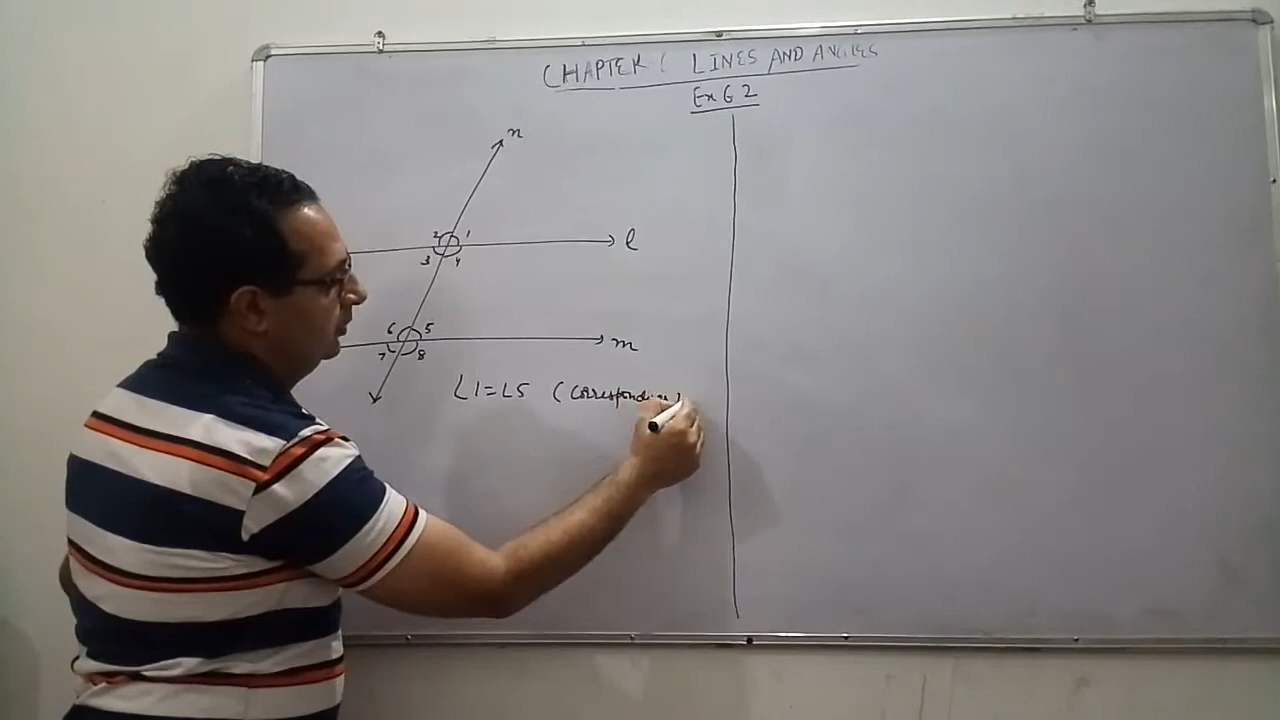 CHAPTER 6 LINES AND ANGLES
Ex 6.2
n
2 1
l
3 4
6 5
m
7 8
∠1=∠5 (Corresponding)